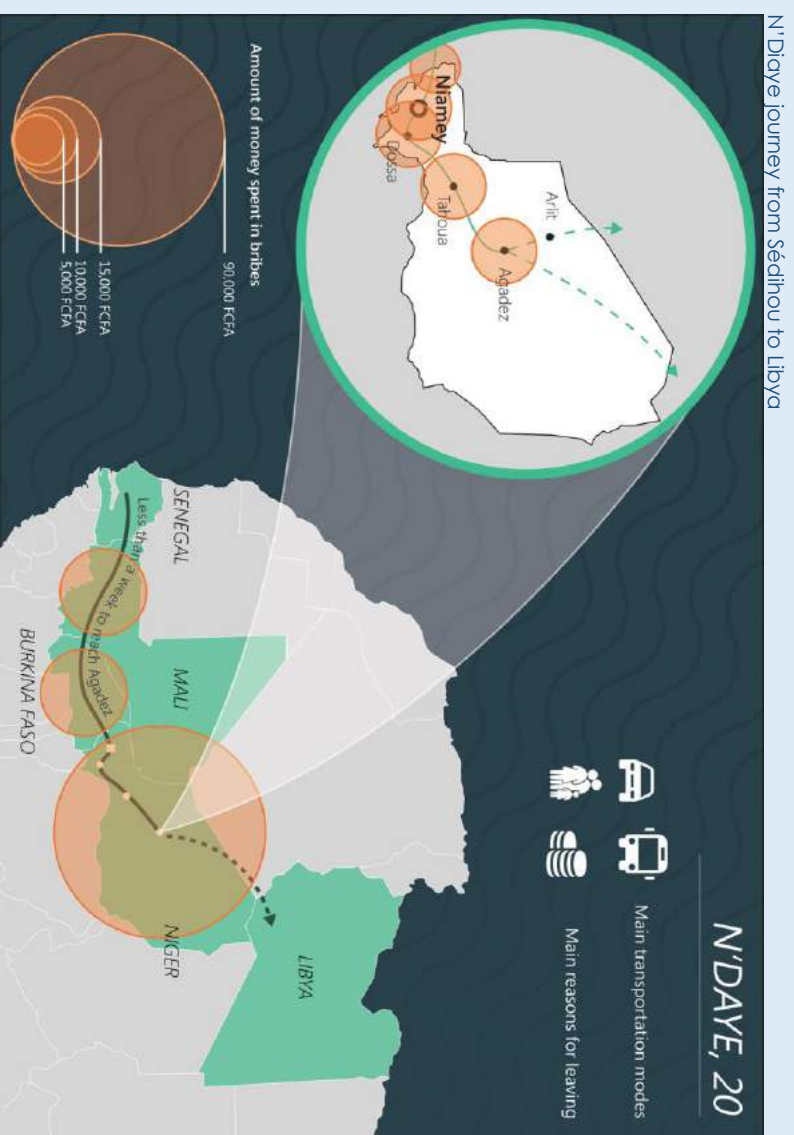 N'Diaye journey from Sédihou to Libya
N'DAYE, 20
Main transportation modes
Main reasons for leaving
Niamey
Dossa
Tahoua
Agadez
Arlit
Amount of money spent in bribes
90,000 FCFA
15,000 FCFA
10,000 FCFA
5,000 FCFA
SENEGAL
MALI
BURKINA FASO
NIGER
LIBYA
Less than a week to reach Agadez